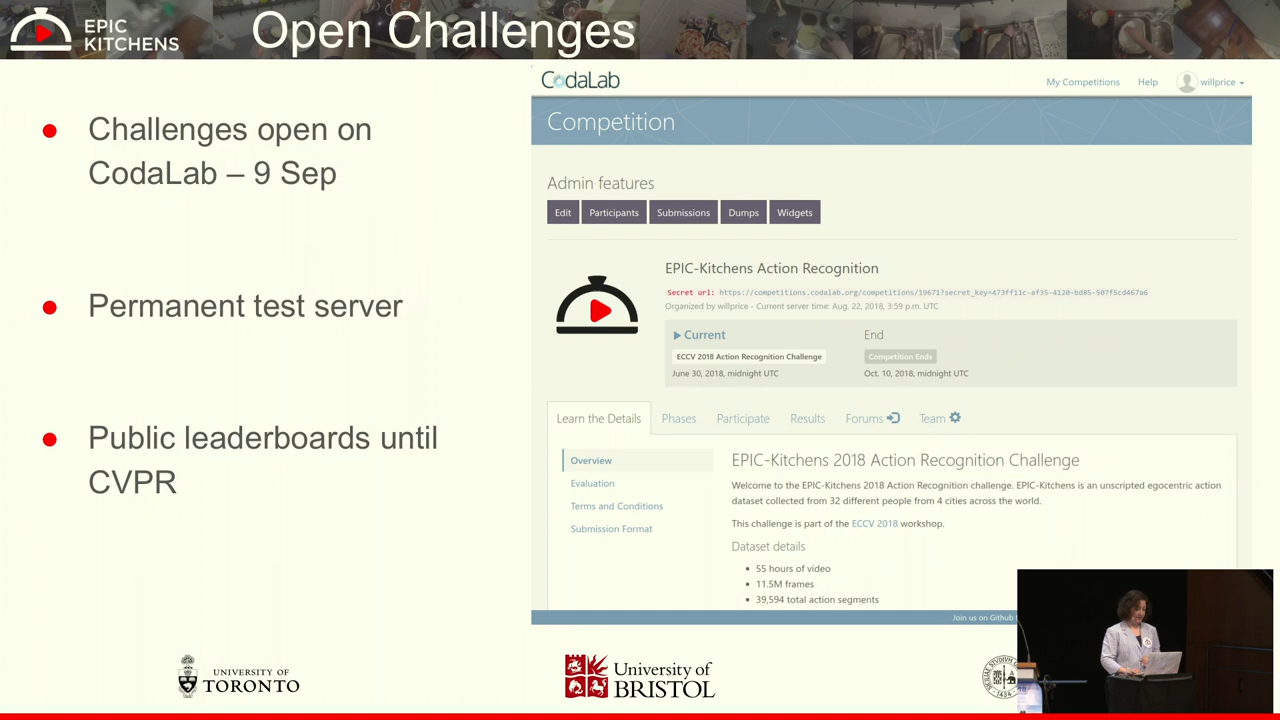 EPIC
KITCHENS
Open Challenges
Challenges open on
CodaLab – 9 Sep
Permanent test server
Public leaderboards until
CVPR
CodaLab
My Competitions Help willprice
Competition
Admin features
Edit Participants Submissions Dumps Widgets
EPIC-Kitchens Action Recognition
Secret url: https://competitions.codalab.org/competitions/19671?secret_key=473ff11c-af35-4120-bd85-507f5cd467a6
Organized by willprice - Current server time: Aug. 22, 2018, 3:59 p.m. UTC
Current End
ECCV 2018 Action Recognition Challenge Competition Ends
June 30, 2018, midnight UTC Oct. 10, 2018, midnight UTC
Learn the Details Phases Participate Results Forums Team
Overview
Evaluation
Terms and Conditions
Submission Format
EPIC-Kitchens 2018 Action Recognition Challenge
Welcome to the EPIC-Kitchens 2018 Action Recognition challenge. EPIC-Kitchens is an unscripted egocentric action
dataset collected from 32 different people from 4 cities across the world.
This challenge is part of the ECCV 2018 workshop.
Dataset details
55 hours of video
11.5M frames
39,594 total action segments
Join us on Github
UNIVERSITY OF
TORONTO
University of
BRISTOL